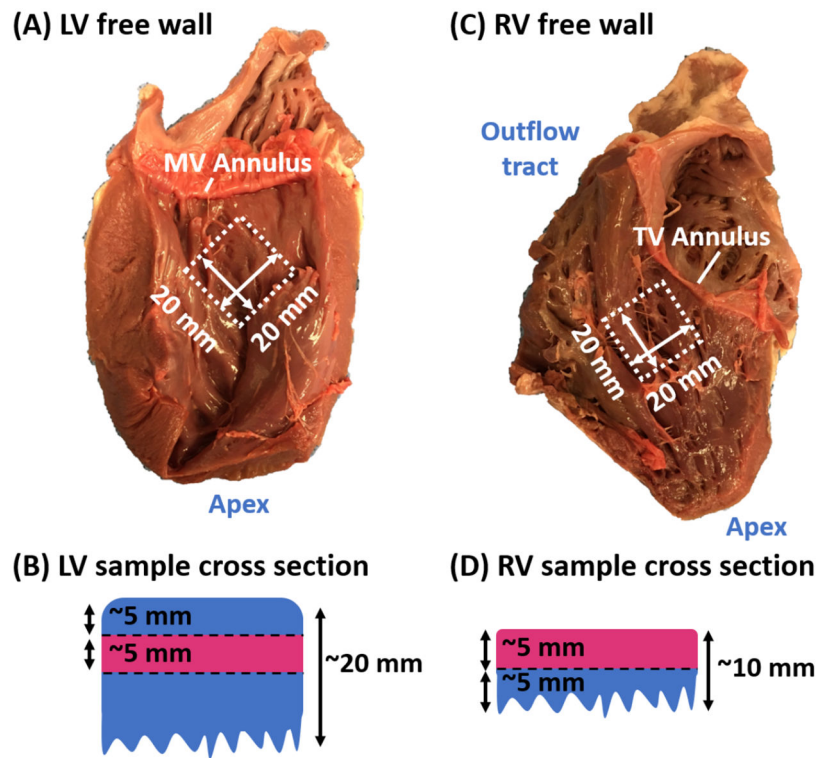 (A) LV free wall
MV Annulus
20 mm
20 mm
Apex
(C) RV free wall
Outflow
tract
TV Annulus
20 mm
20 mm
Apex
(B) LV sample cross section
~5 mm
~5 mm
~20 mm
(D) RV sample cross section
~5 mm
~5 mm
~10 mm